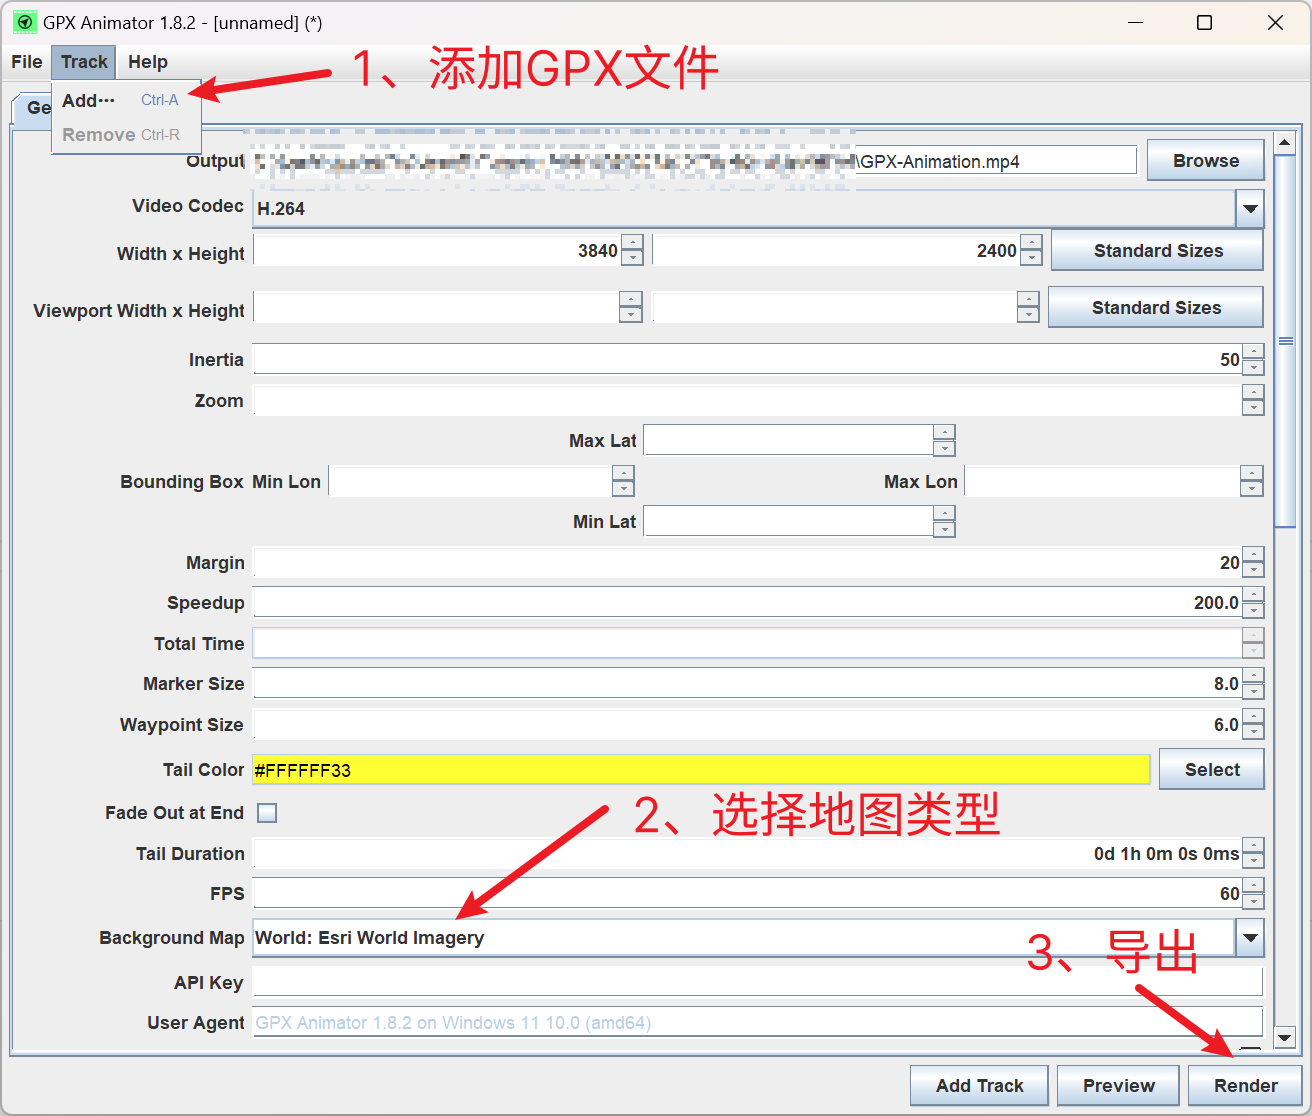 GPX Animator 1.8.2 - [unnamed] (*)
File Track Help
1、添加GPX文件
Add··· Ctrl-A
Ge
Remove Ctrl-R
Output \GPX-Animation.mp4 Browse
Video Codec H.264
Width x Height 3840 2400 Standard Sizes
Viewport Width x Height Standard Sizes
Inertia 50
Zoom
Max Lat
Bounding Box Min Lon Max Lon
Min Lat
Margin 20
Speedup 200.0
Total Time
Marker Size 8.0
Waypoint Size 6.0
Tail Color #FFFFFF33 Select
Fade Out at End
2、选择地图类型
Tail Duration 0d 1h 0m 0s 0ms
FPS 60
Background Map World: Esri World Imagery
3、导出
API Key
User Agent GPX Animator 1.8.2 on Windows 11 10.0 (amd64)
Add Track Preview Render